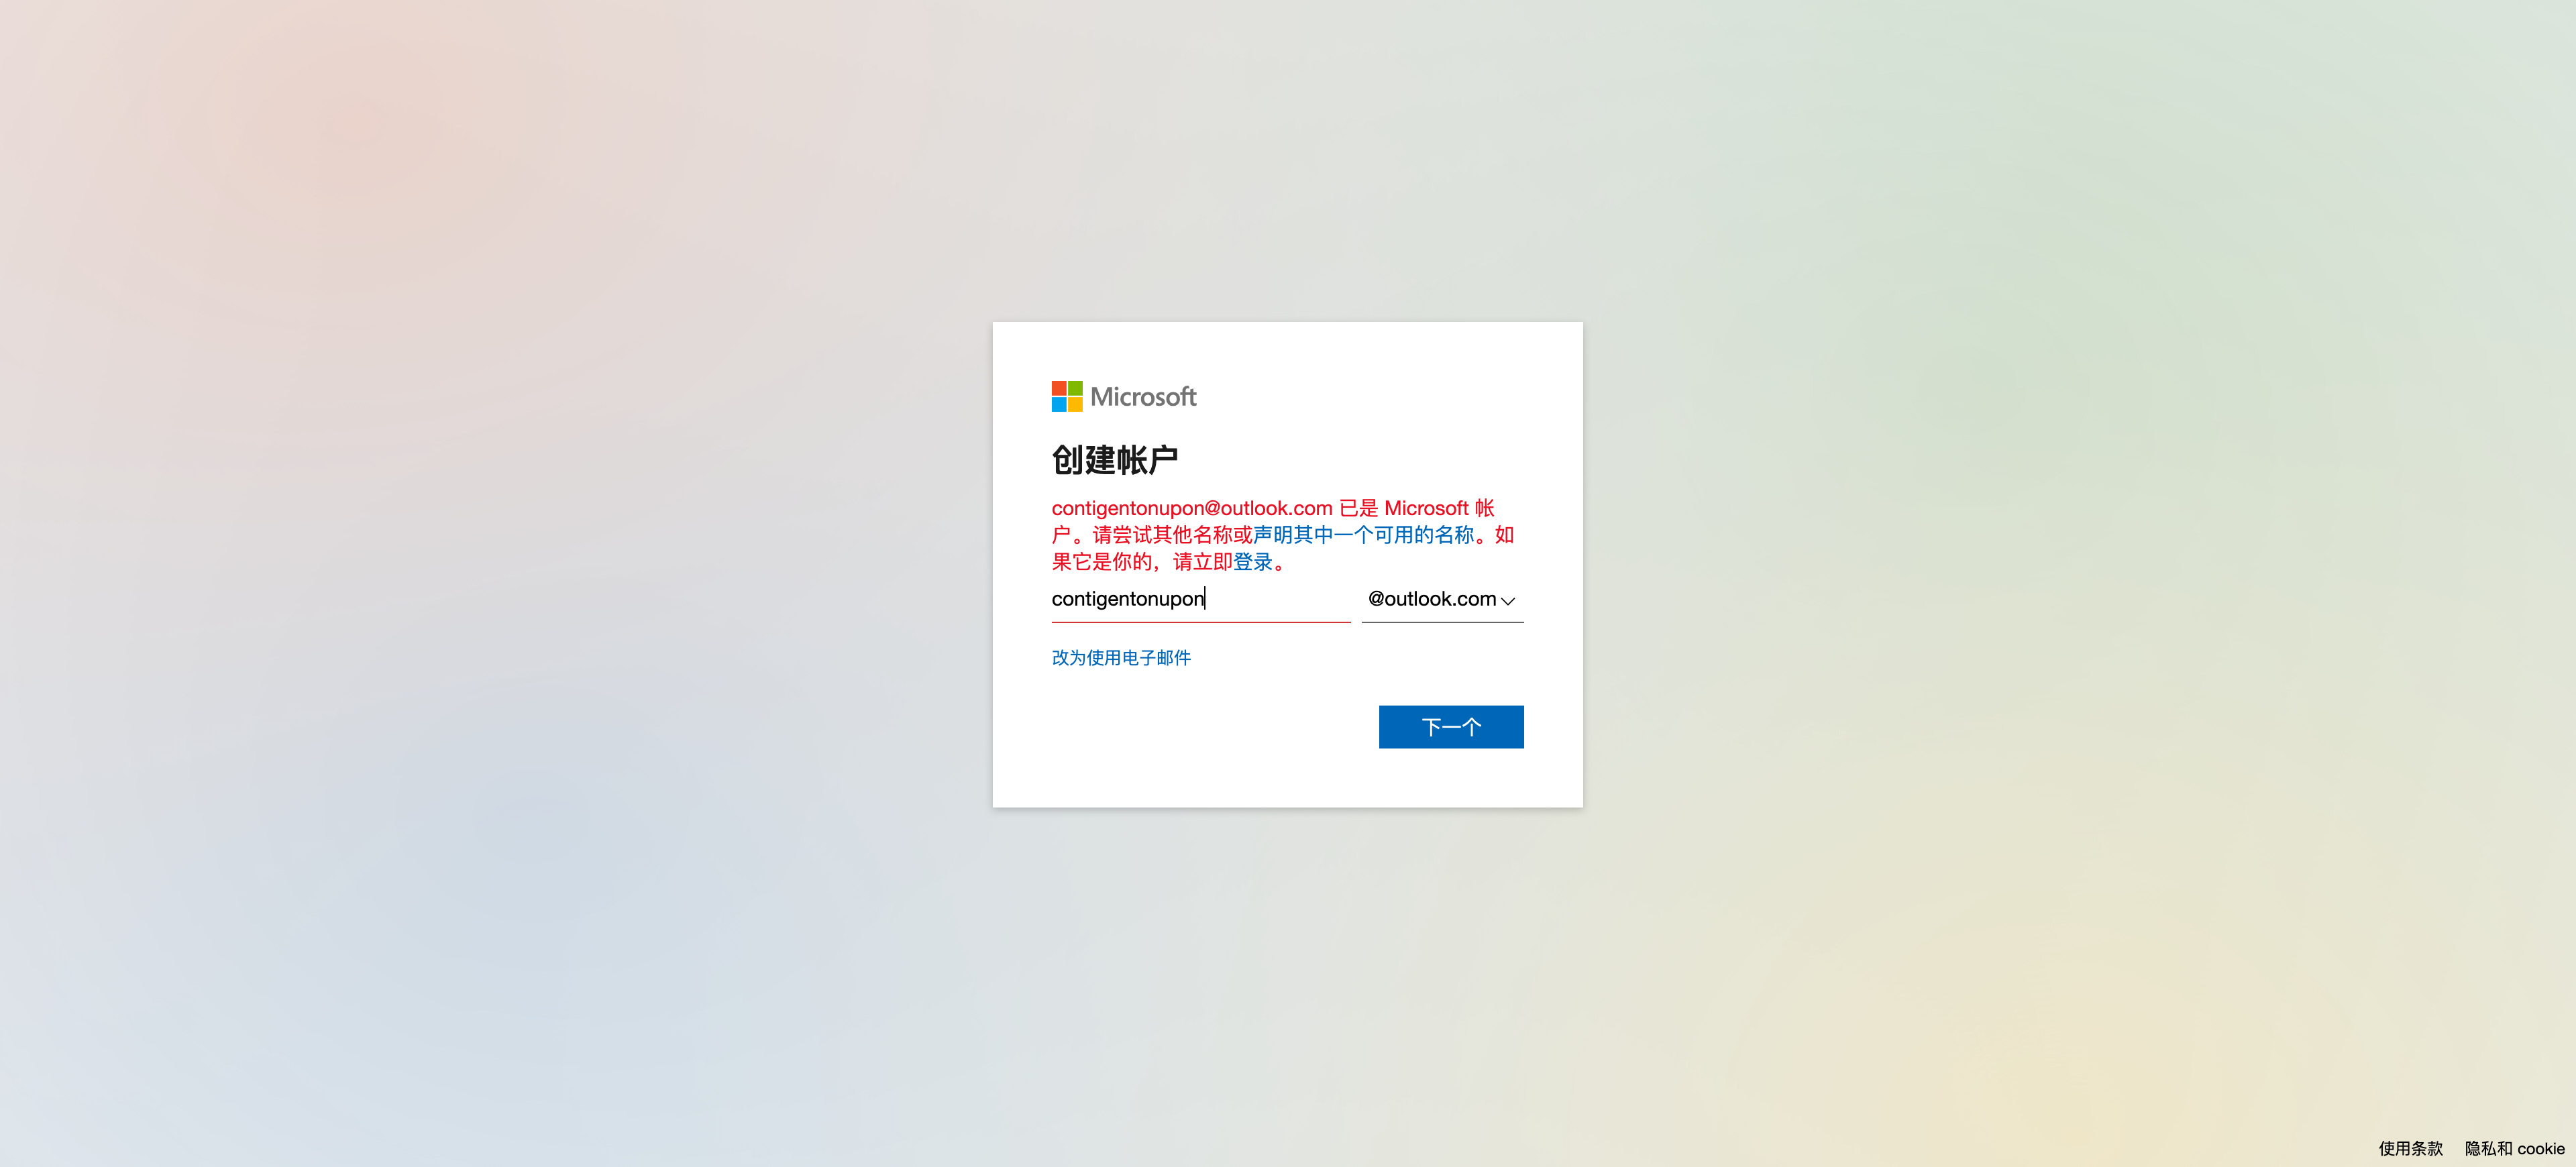 Microsoft
创建帐户
contigentonupon@outlook.com 已是 Microsoft 帐
户。请尝试其他名称或声明其中一个可用的名称。如
果它是你的，请立即登录。
contigentonupon @outlook.com
改为使用电子邮件
下一个
使用条款 隐私和 cookie